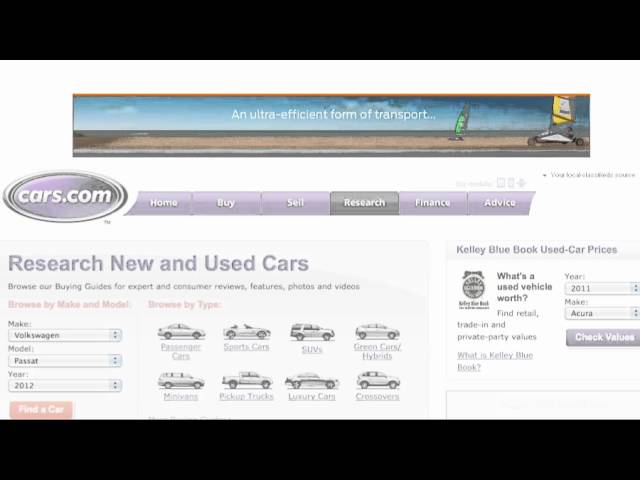 An ultra-efficient form of transport...
Your local classifieds source
cars.com
TM
Home
Buy
Sell
Research
Finance
Advice
Research New and Used Cars
Browse our Buying Guides for expert and consumer reviews, features, photos and videos
Browse by Make and Model:
Make:
Volkswagen
Model:
Passat
Year:
2012
Find a Car
Browse by Type:
Passenger
Cars
Sports Cars
SUVs
Green Cars/
Hybrids
Minivans
Pickup Trucks
Luxury Cars
Crossovers
Kelley Blue Book Used-Car Prices
Kelley Blue Book
What's a
used vehicle
worth?
Find retail,
trade-in and
private-party values
What is Kelley Blue
Book?
Year:
2011
Make:
Acura
Check Values